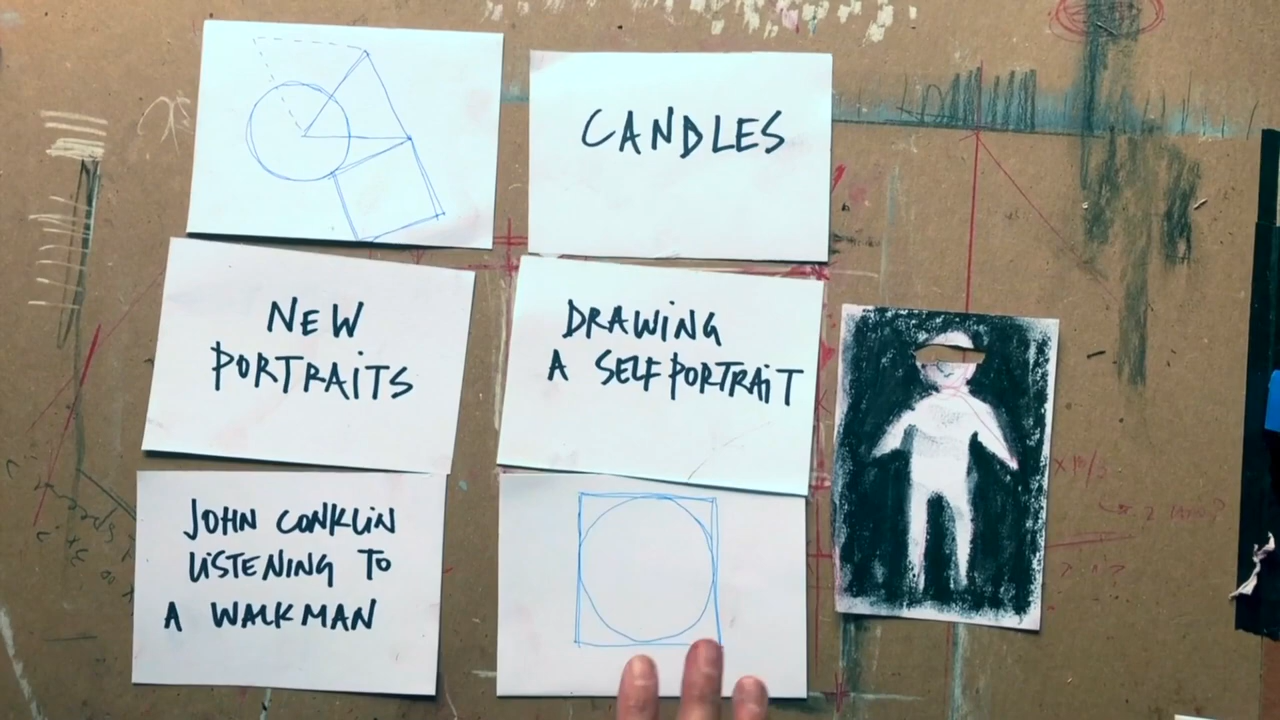 CANDLES
NEW
PORTRAITS
DRAWING
A SELF PORTRAIT
JOHN CONKLIN
LISTENING TO
A WALKMAN